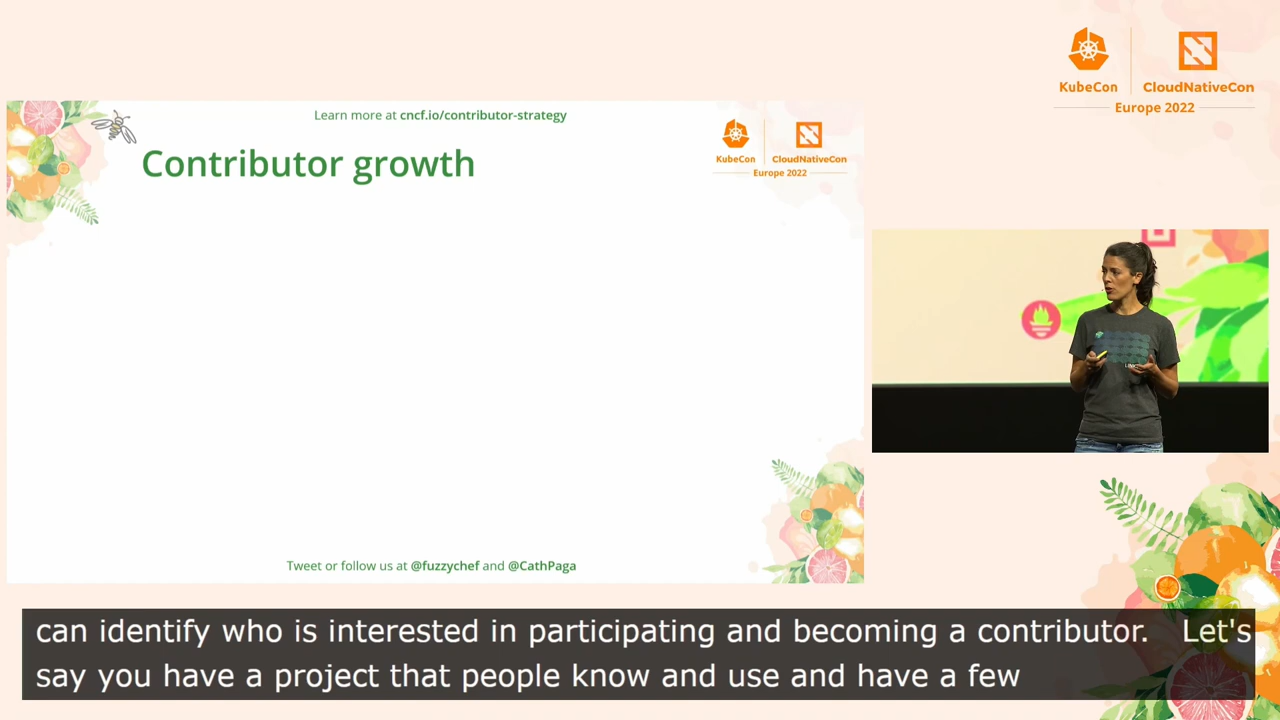 KubeCon
CloudNativeCon
Europe 2022
Learn more at cncf.io/contributor-strategy
Contributor growth
KubeCon
CloudNativeCon
Europe 2022
Tweet or follow us at @fuzzychef and @CathPaga
can identify who is interested in participating and becoming a contributor. Let's
say you have a project that people know and use and have a few